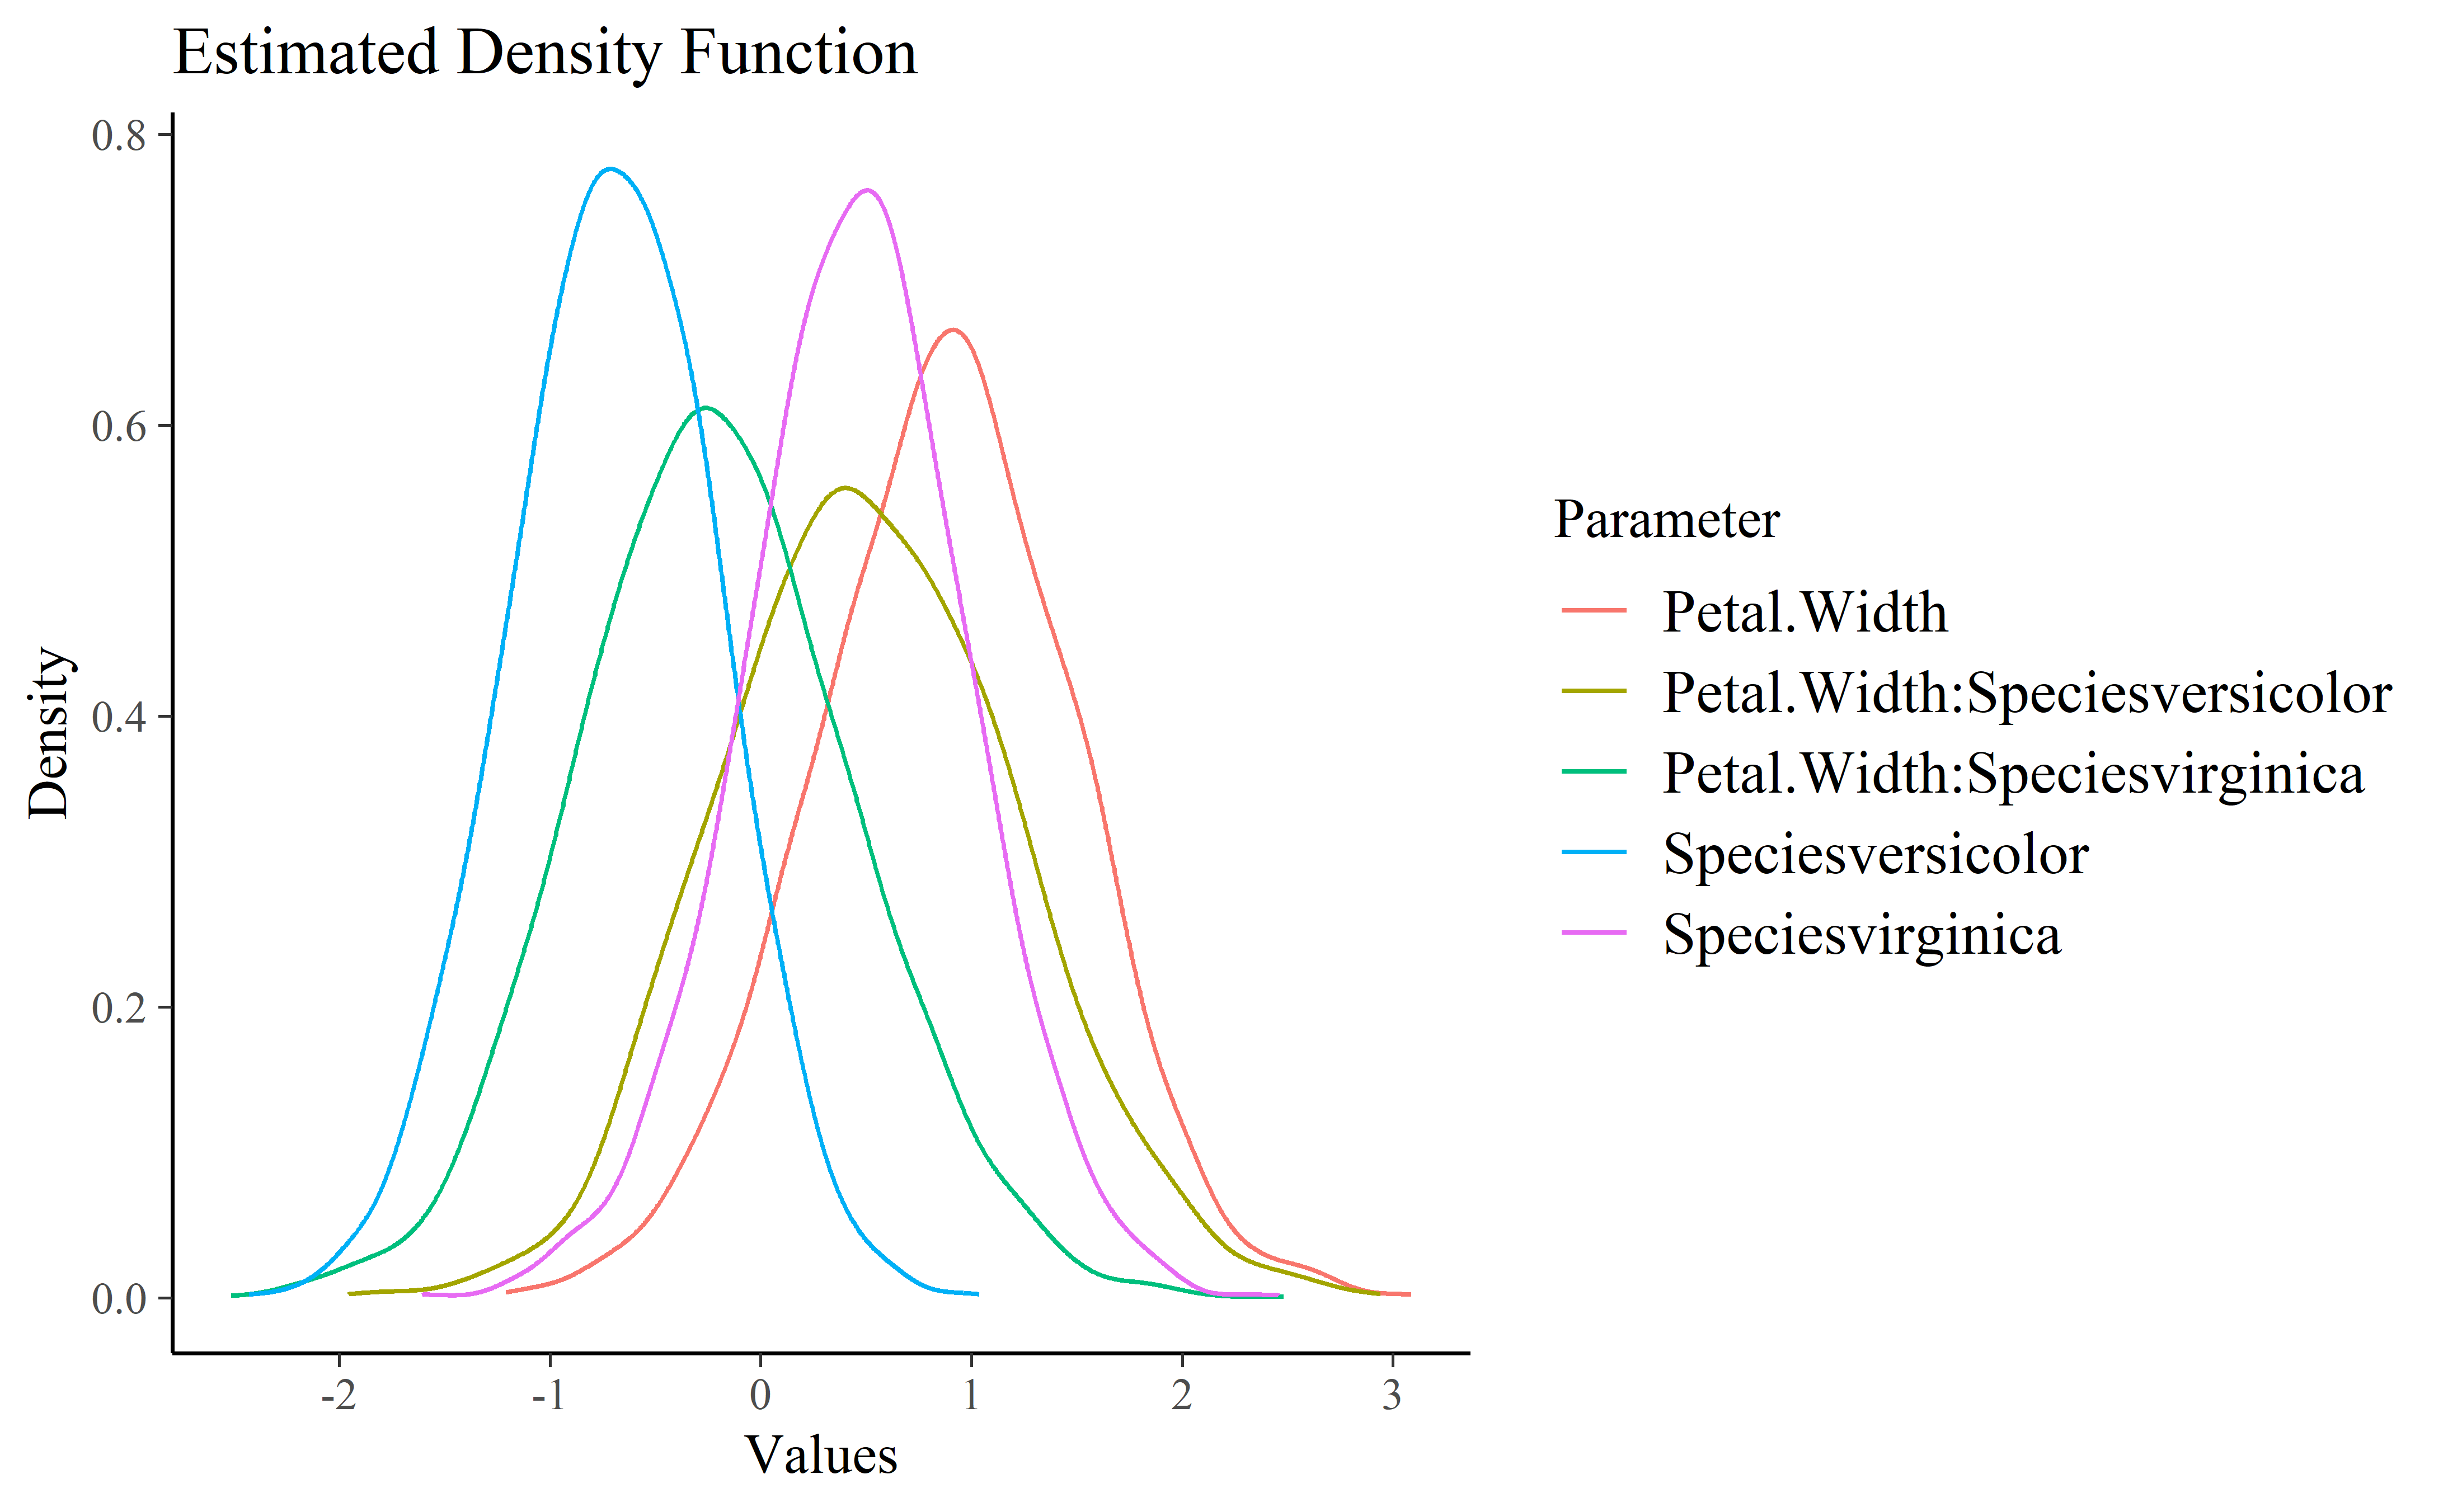 Estimated Density Function
0.8
0.6
0.4
0.2
0.0
Density
-2 -1 0 1 2 3
Values
Parameter
Petal.Width
Petal.Width:Speciesversicolor
Petal.Width:Speciesvirginica
Speciesversicolor
Speciesvirginica